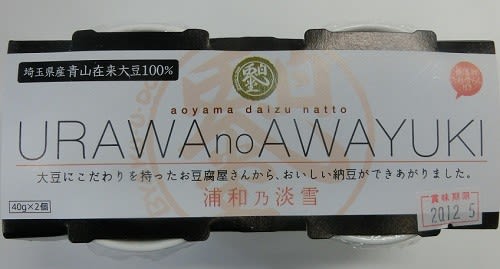 埼玉県産青山在来大豆100%
aoyama daizu natto
URAWAnoAWAYUKI
大豆にこだわりを持ったお豆腐屋さんから、おいしい納豆ができあがりました。
浦和乃淡雪
40g×2個
賞味期限
2012.5